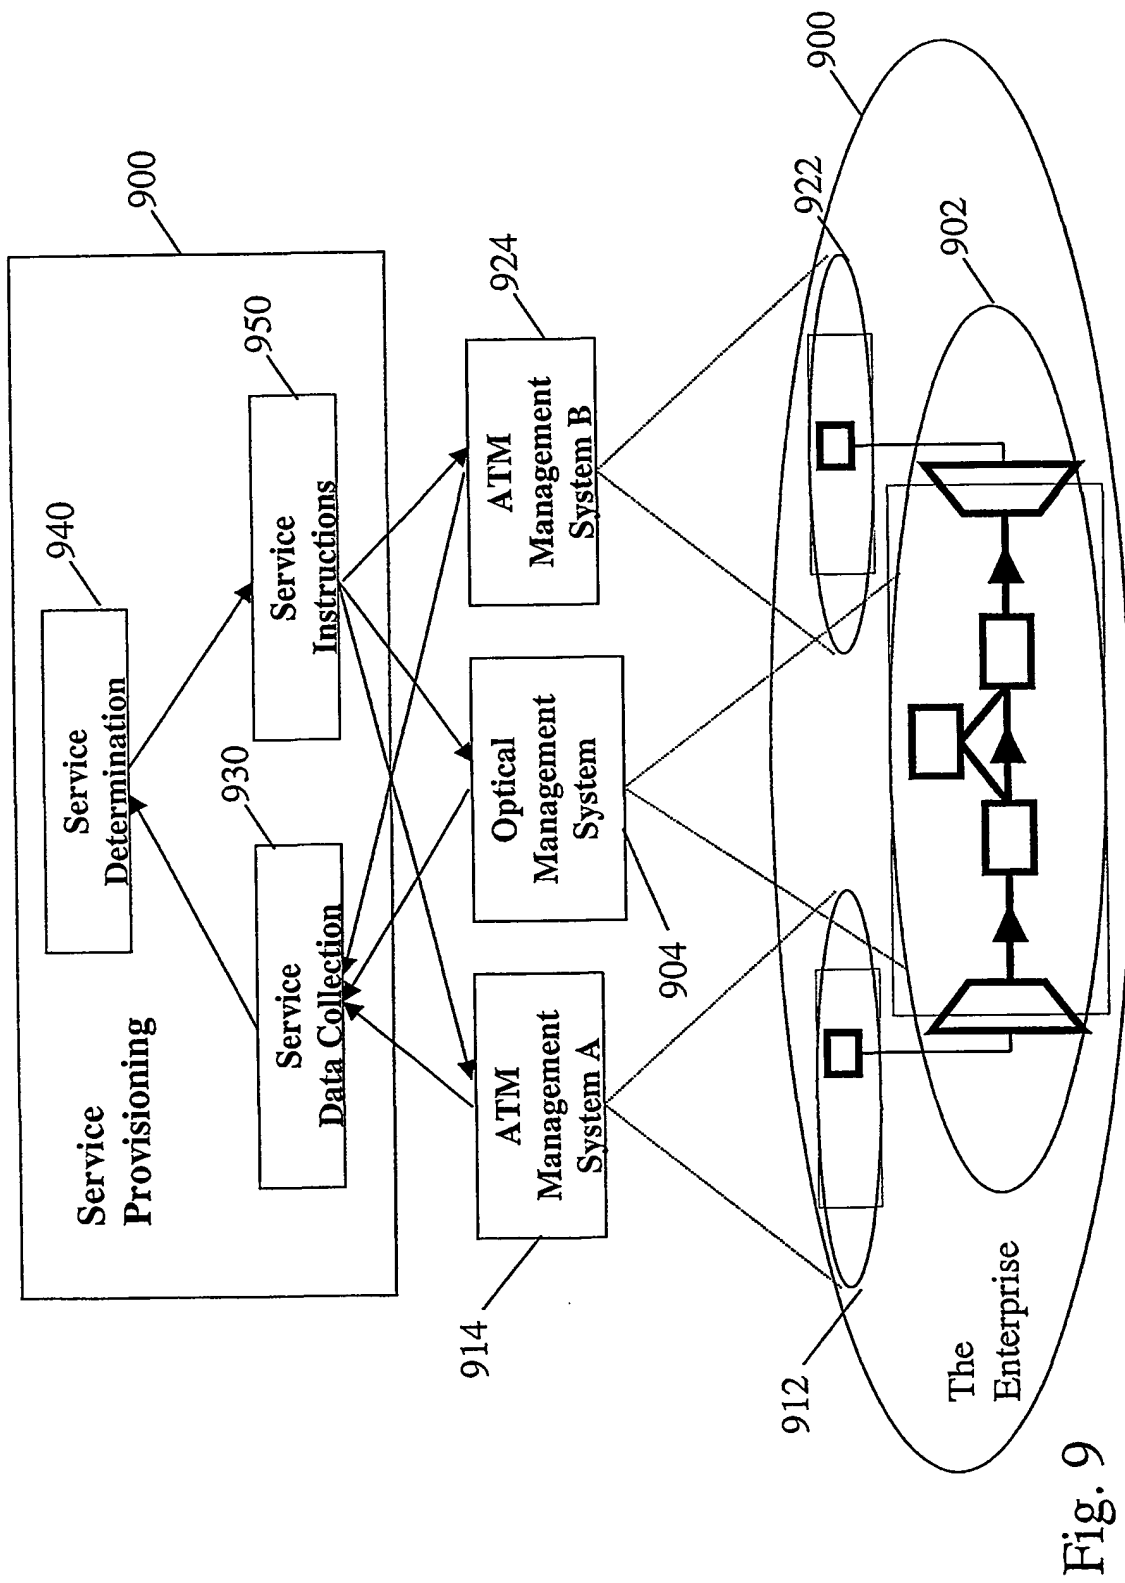 900
Service
Provisioning
940
Service
Determination
930
Service
Data Collection
950
Service
Instructions
914
ATM
Management
System A
904
Optical
Management
System
924
ATM
Management
System B
912
922
900
902
The
Enterprise
Fig. 9